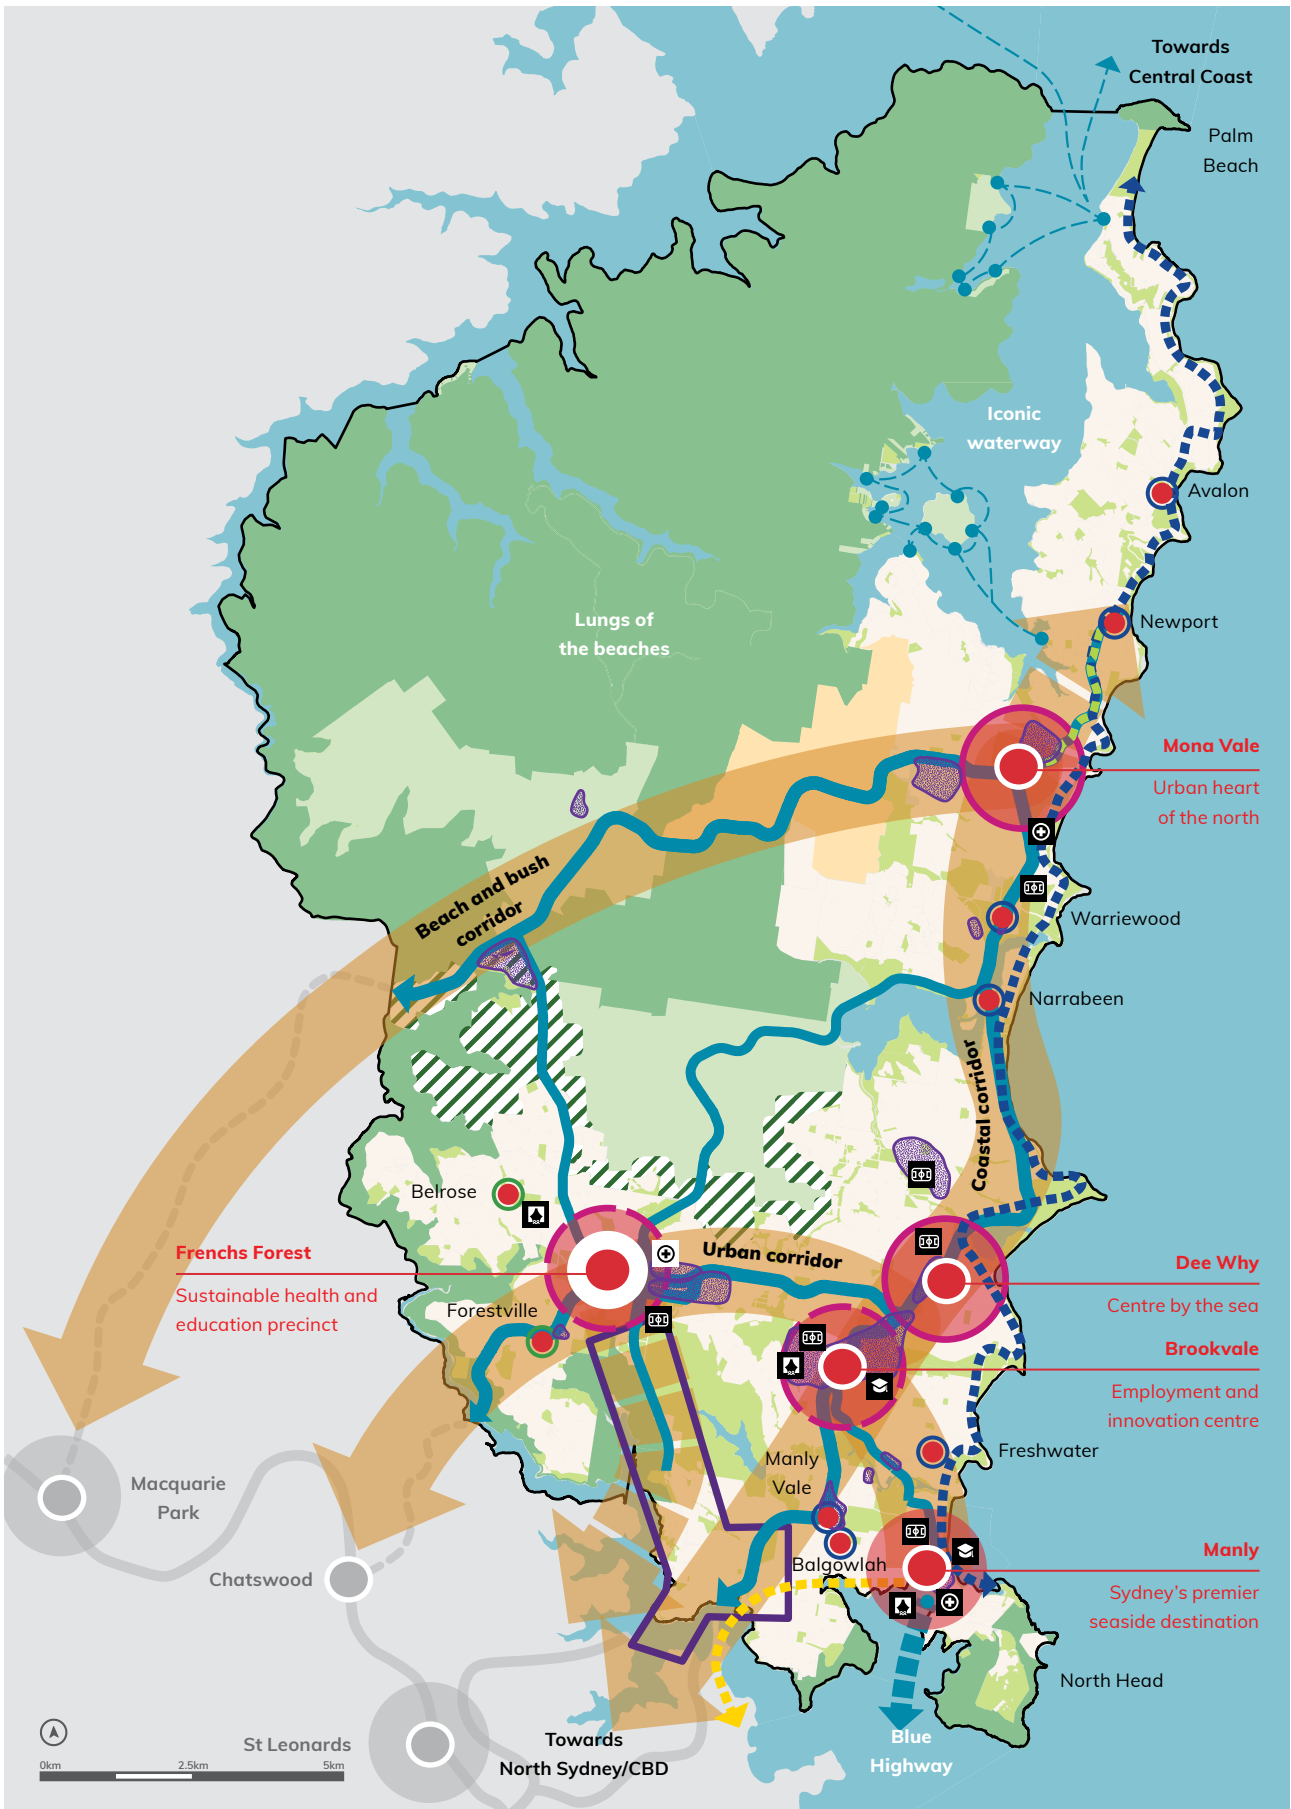 Towards
Central Coast
Palm
Beach
Iconic
waterway
Avalon
Lungs of
the beaches
Newport
Mona Vale
Urban heart
of the north
Beach and bush
corridor
Warriewood
Narrabeen
Coastal corridor
Belrose
Frenchs Forest
Sustainable health and
education precinct
Urban corridor
Forestville
Dee Why
Centre by the sea
Brookvale
Employment and
innovation centre
Freshwater
Manly
Vale
Macquarie
Park
Balgowlah
Manly
Sydney's premier
seaside destination
Chatswood
North Head
St Leonards
Towards
North Sydney/CBD
Blue
Highway
0km 2.5km 5km